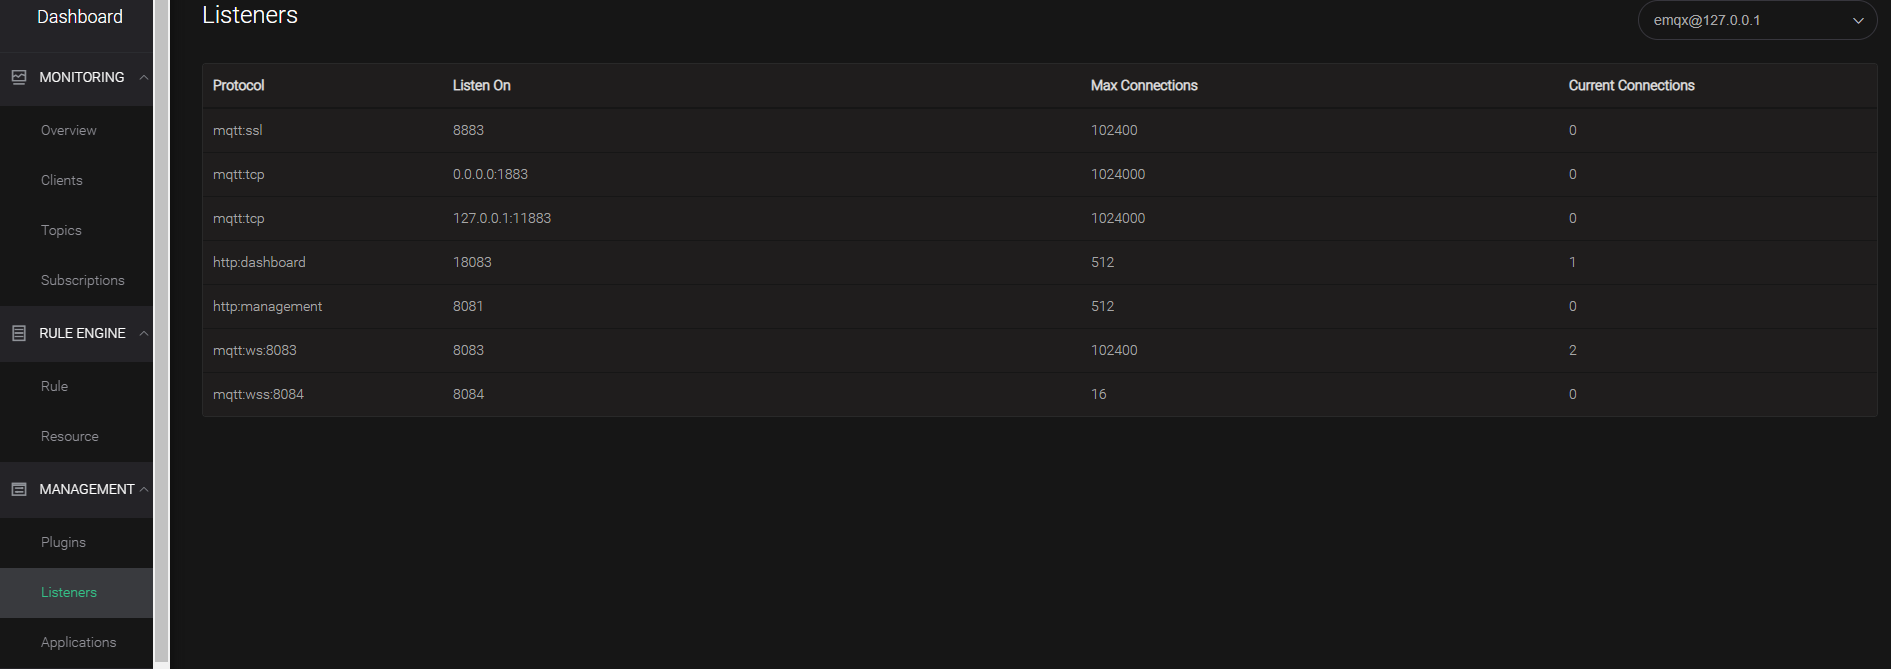 Dashboard
MONITORING
Overview
Clients
Topics
Subscriptions
RULE ENGINE
Rule
Resource
MANAGEMENT
Plugins
Listeners
Applications
Listeners
emqx@127.0.0.1
Protocol Listen On Max Connections Current Connections
mqtt:ssl 8883 102400 0
mqtt:tcp 0.0.0.0:1883 1024000 0
mqtt:tcp 127.0.0.1:11883 1024000 0
http:dashboard 18083 512 1
http:management 8081 512 0
mqtt:ws:8083 8083 102400 2
mqtt:wss:8084 8084 16 0